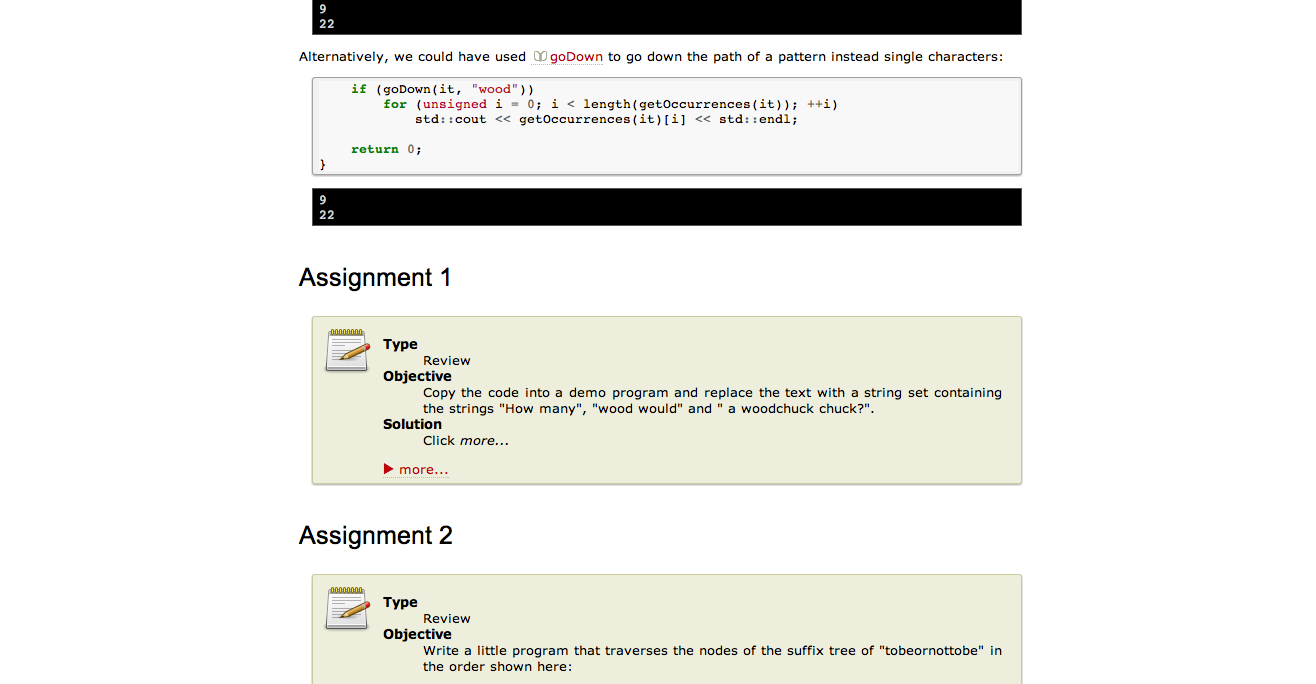 9
22
Alternatively, we could have used goDown to go down the path of a pattern instead single characters:
if (goDown(it, "wood"))
for (unsigned i = 0; i < length(getOccurrences(it)); ++i)
std::cout << getOccurrences(it)[i] << std::endl;
return 0;
}
9
22
Assignment 1
Type
Review
Objective
Copy the code into a demo program and replace the text with a string set containing
the strings "How many", "wood would" and " a woodchuck chuck?".
Solution
Click more...
more...
Assignment 2
Type
Review
Objective
Write a little program that traverses the nodes of the suffix tree of "tobeornottobe" in
the order shown here: